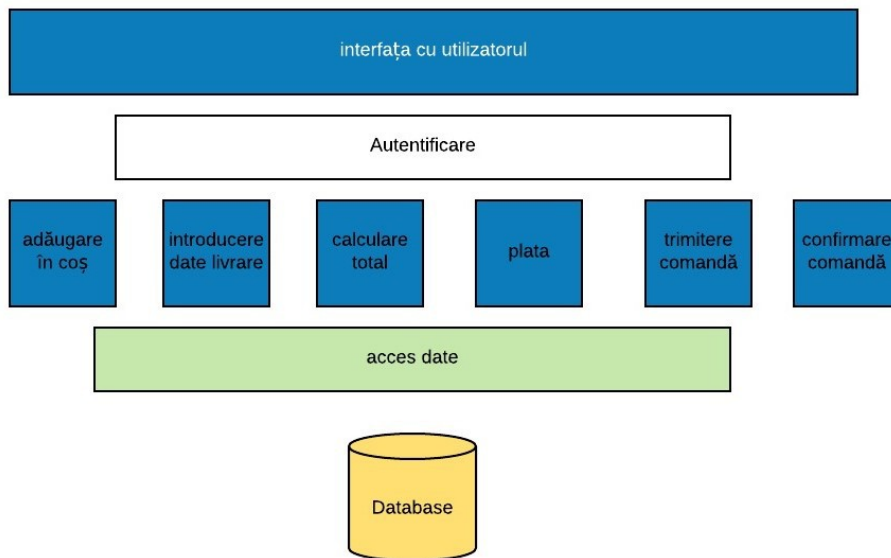 interfața cu utilizatorul
Autentificare
adăugare
în coș
introducere
date livrare
calculare
total
plata
trimitere
comandă
confirmare
comandă
acces date
Database